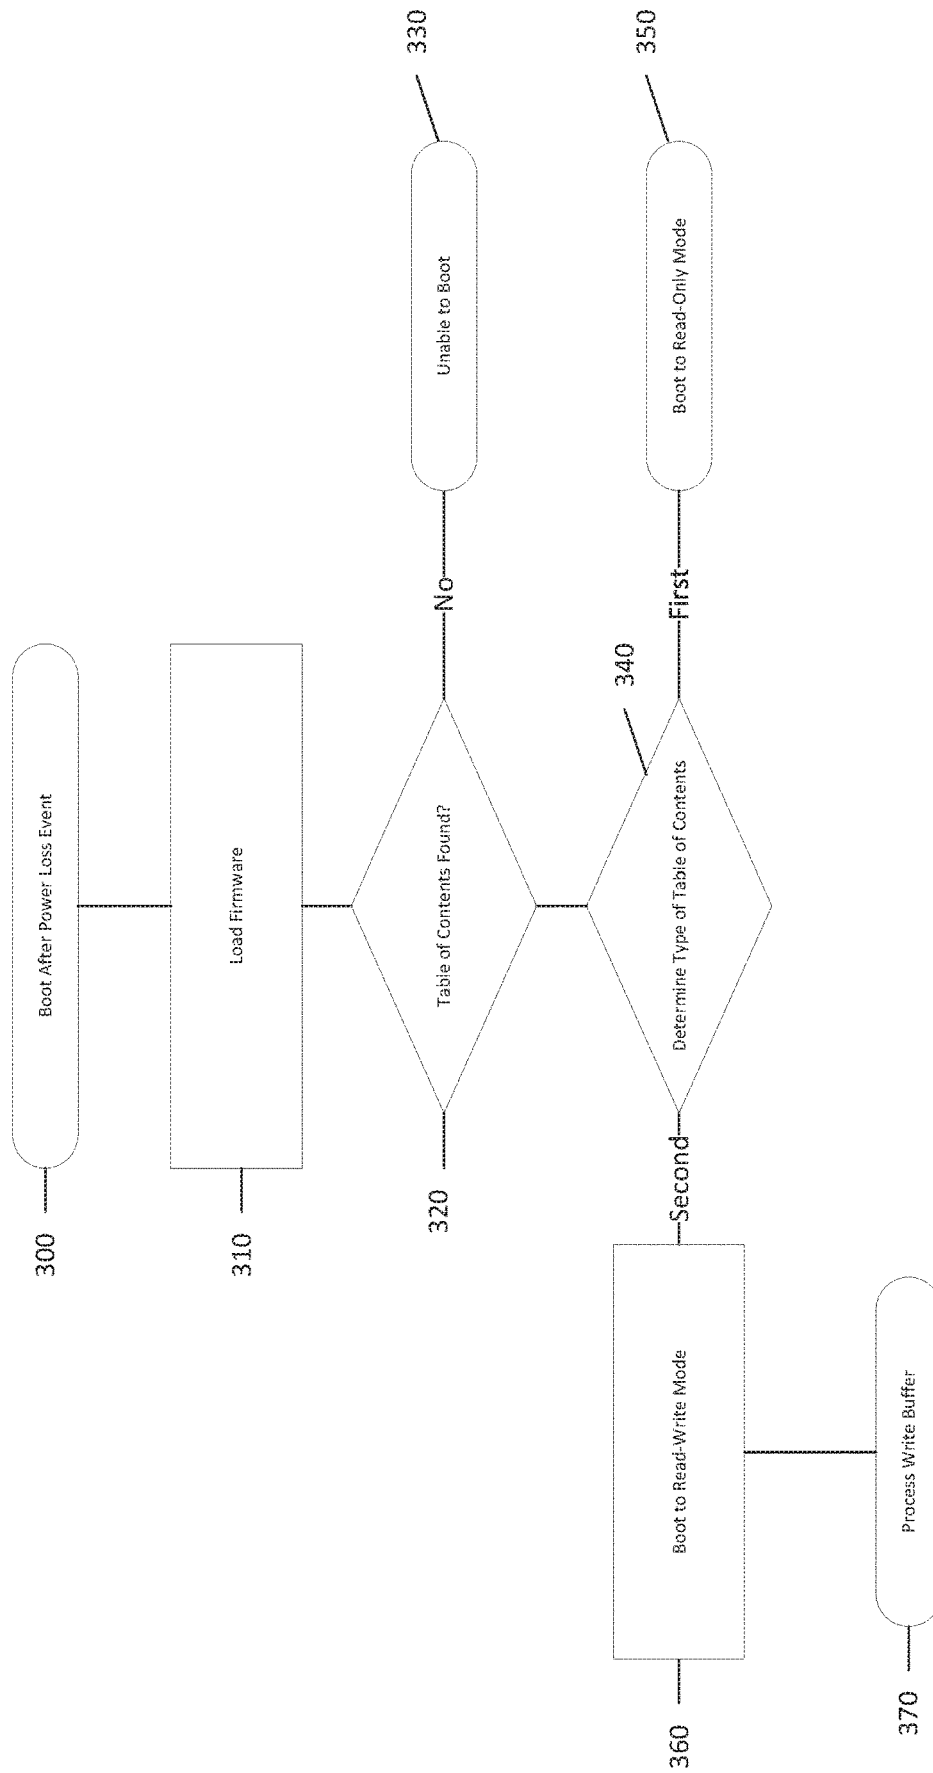 300
Boot After Power Loss Event
310
Load Firmware
320
Table of Contents Found?
No
Unable to Boot
330
340
Determine Type of Table of Contents
First
Boot to Read-Only Mode
350
Second
Boot to Read-Write Mode
360
Process Write Buffer
370